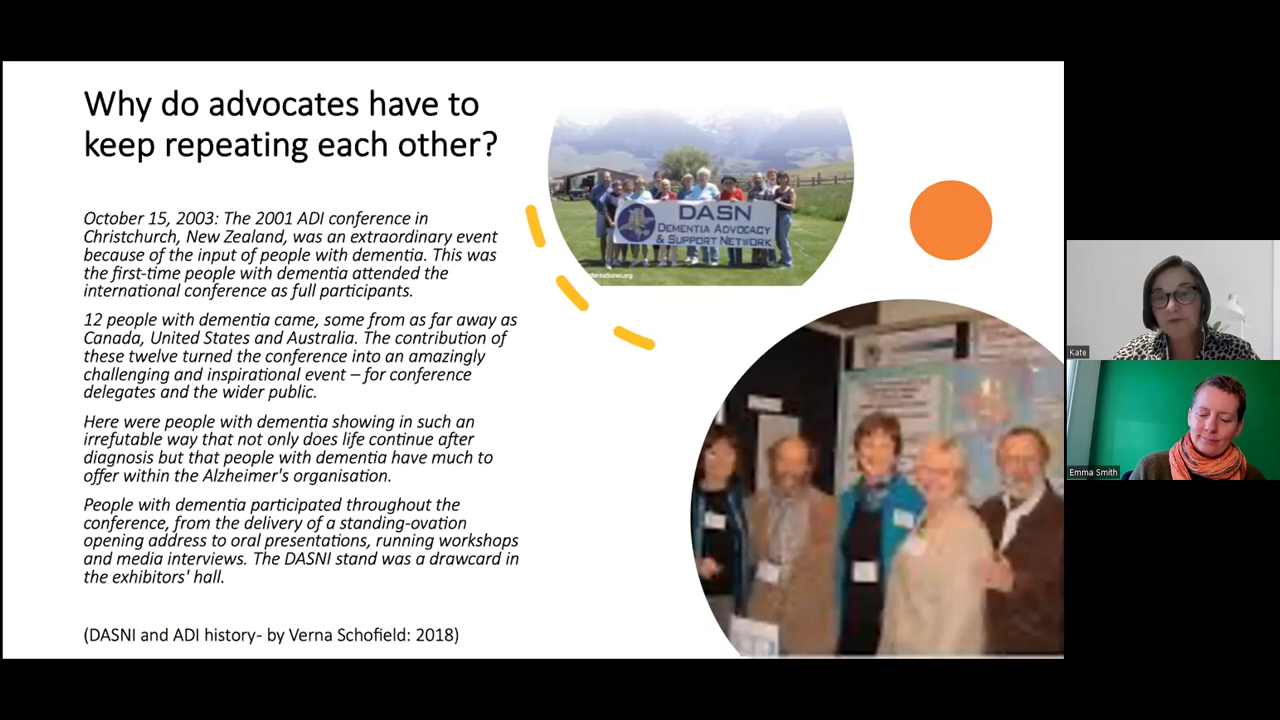 Why do advocates have to
keep repeating each other?
October 15, 2003: The 2001 ADI conference in
Christchurch, New Zealand, was an extraordinary event
because of the input of people with dementia. This was
the first-time people with dementia attended the
international conference as full participants.
12 people with dementia came, some from as far away as
Canada, United States and Australia. The contribution of
these twelve turned the conference into an amazingly
challenging and inspirational event – for conference
delegates and the wider public.
Here were people with dementia showing in such an
irrefutable way that not only does life continue after
diagnosis but that people with dementia have much to
offer within the Alzheimer's organisation.
People with dementia participated throughout the
conference, from the delivery of a standing-ovation
opening address to oral presentations, running workshops
and media interviews. The DASNI stand was a drawcard in
the exhibitors' hall.
(DASNI and ADI history- by Verna Schofield: 2018)
DASN
DEMENTIA ADVOCACY
& SUPPORT NETWORK
Kate
Emma Smith